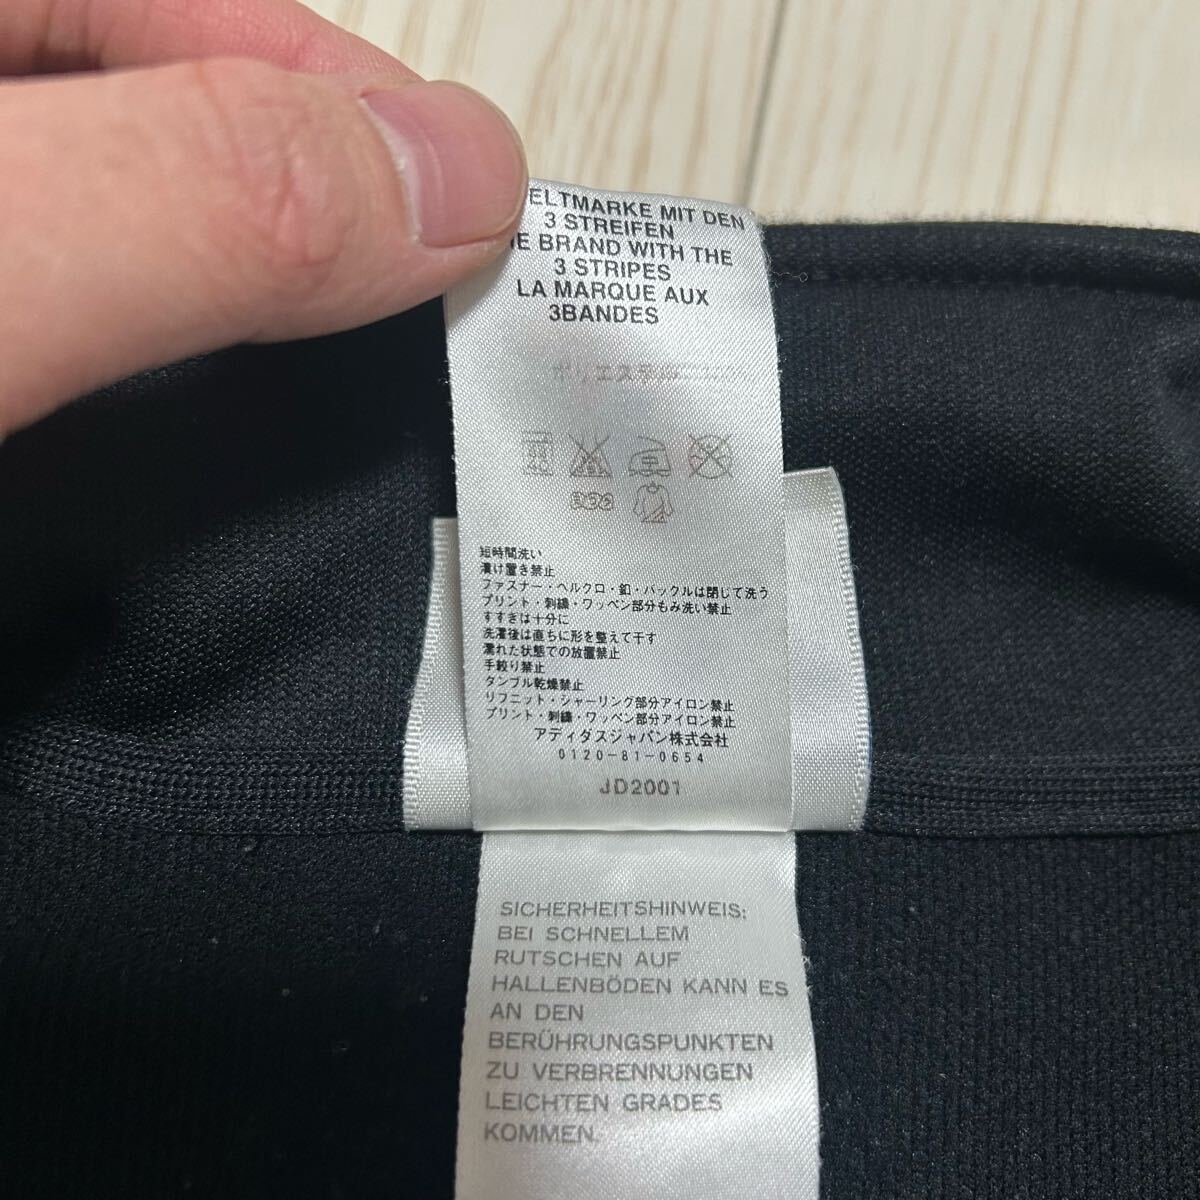 MIT DEN
3 STREIFEN
BRAND WITH THE
3 STRIPES
LA MARQUE AUX
3BANDES
ポリエステル
短時間洗い
漬け置き禁止
ファスナー・ベルクロ・釦・バックルは閉じて洗う
プリント・刺繍・ワッペン部分もみ洗い禁止
すすぎは十分に
洗濯後は直ちに形を整えて干す
濡れた状態での放置禁止
手絞り禁止
タンブル乾燥禁止
リブニット・シャーリング部分アイロン禁止
プリント・刺繍・ワッペン部分アイロン禁止
アディダスジャパン株式会社
0120-81-0654
JD2001
SICHERHEITSHINWEIS:
BEI SCHNELLEM
RUTSCHEN AUF
HALLENBÖDEN KANN ES
AN DEN
BERÜHRUNGSPUNKTEN
ZU VERBRENNUNGEN
LEICHTEN GRADES
KOMMEN.